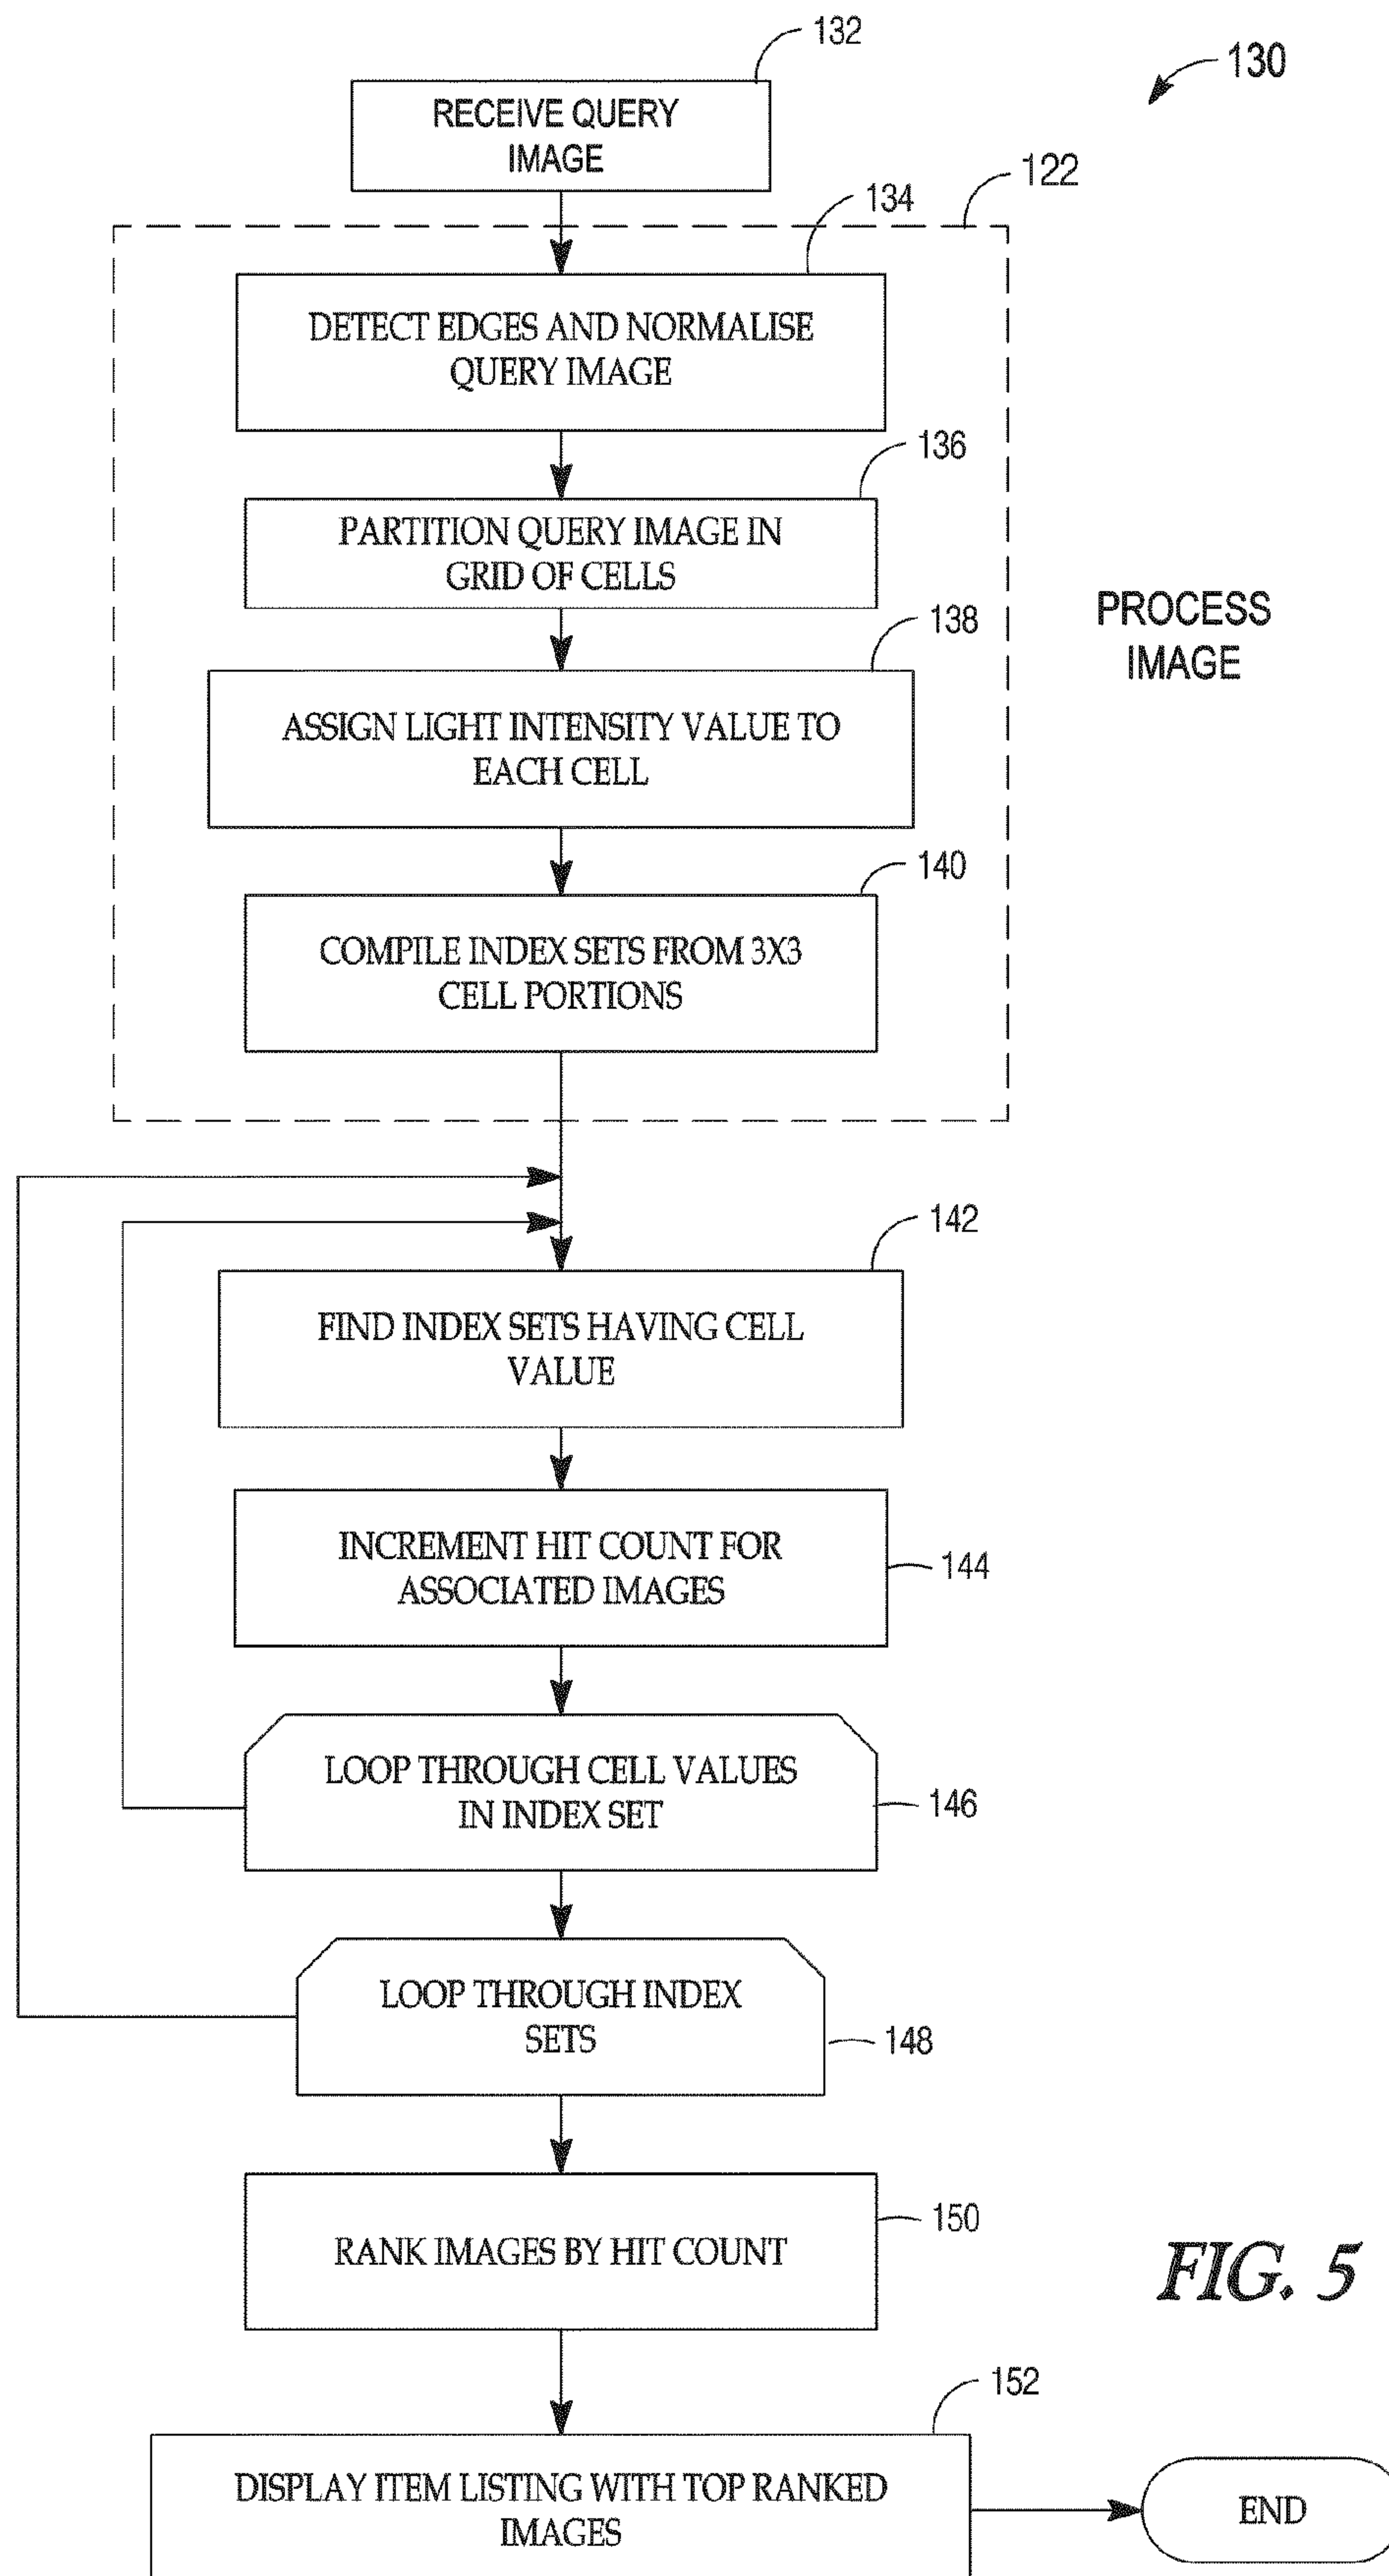 132
130
RECEIVE QUERY
IMAGE
122
134
DETECT EDGES AND NORMALISE
QUERY IMAGE
136
PARTITION QUERY IMAGE IN
GRID OF CELLS
138
PROCESS
IMAGE
ASSIGN LIGHT INTENSITY VALUE TO
EACH CELL
140
COMPILE INDEX SETS FROM 3X3
CELL PORTIONS
142
FIND INDEX SETS HAVING CELL
VALUE
INCREMENT HIT COUNT FOR
ASSOCIATED IMAGES
144
LOOP THROUGH CELL VALUES
IN INDEX SET
146
LOOP THROUGH INDEX
SETS
148
150
RANK IMAGES BY HIT COUNT
FIG. 5
152
DISPLAY ITEM LISTING WITH TOP RANKED
IMAGES
END